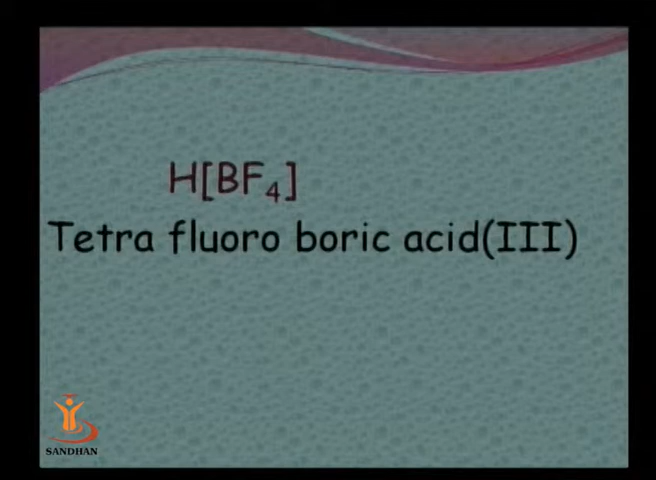 H[BF₄]
Tetra fluoro boric acid(III)
SANDHAN